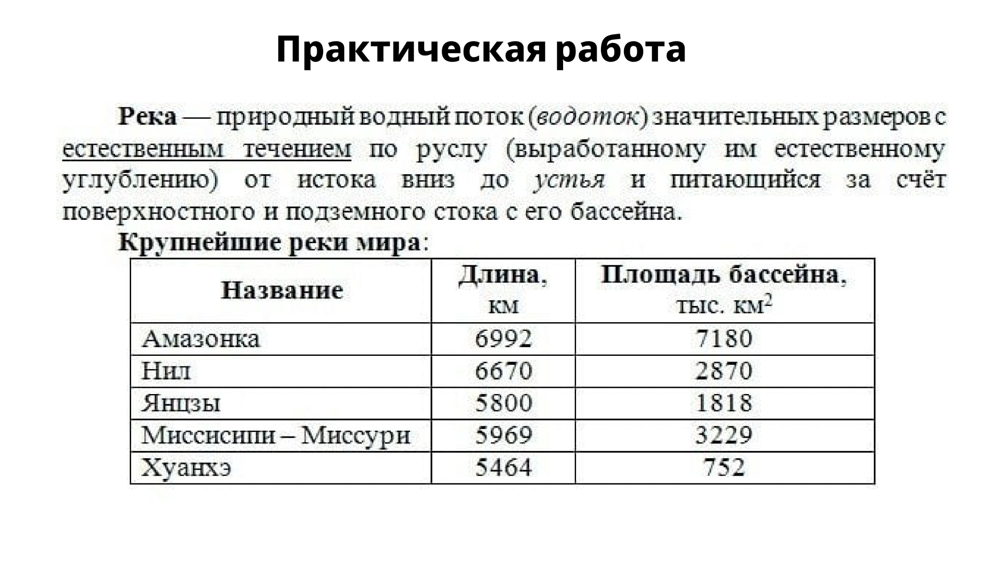 Практическая работа
Река — природный водный поток (водоток) значительных размеров с
естественным течением по руслу (выработанному им естественному
углублению) от истока вниз до устья и питающийся за счёт
поверхностного и подземного стока с его бассейна.
Крупнейшие реки мира:
Название Длина, км Площадь бассейна, тыс. км²
Амазонка 6992 7180
Нил 6670 2870
Янцзы 5800 1818
Миссисипи – Миссури 5969 3229
Хуанхэ 5464 752